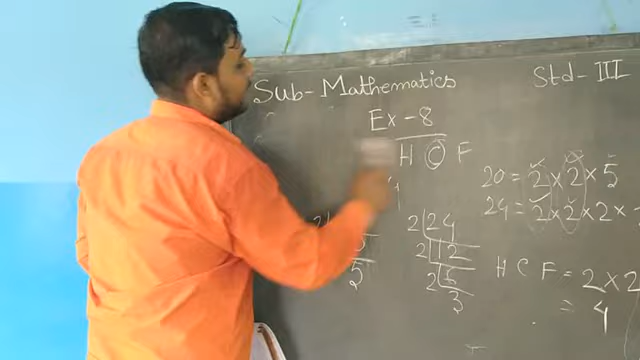 Sub-Mathematics Std-III
Ex-8
H C F
20 = 2 × 2 × 5
24 = 2 × 2 × 2 ×
2 24
2 12
2 6
3
5
H C F = 2 × 2
= 4